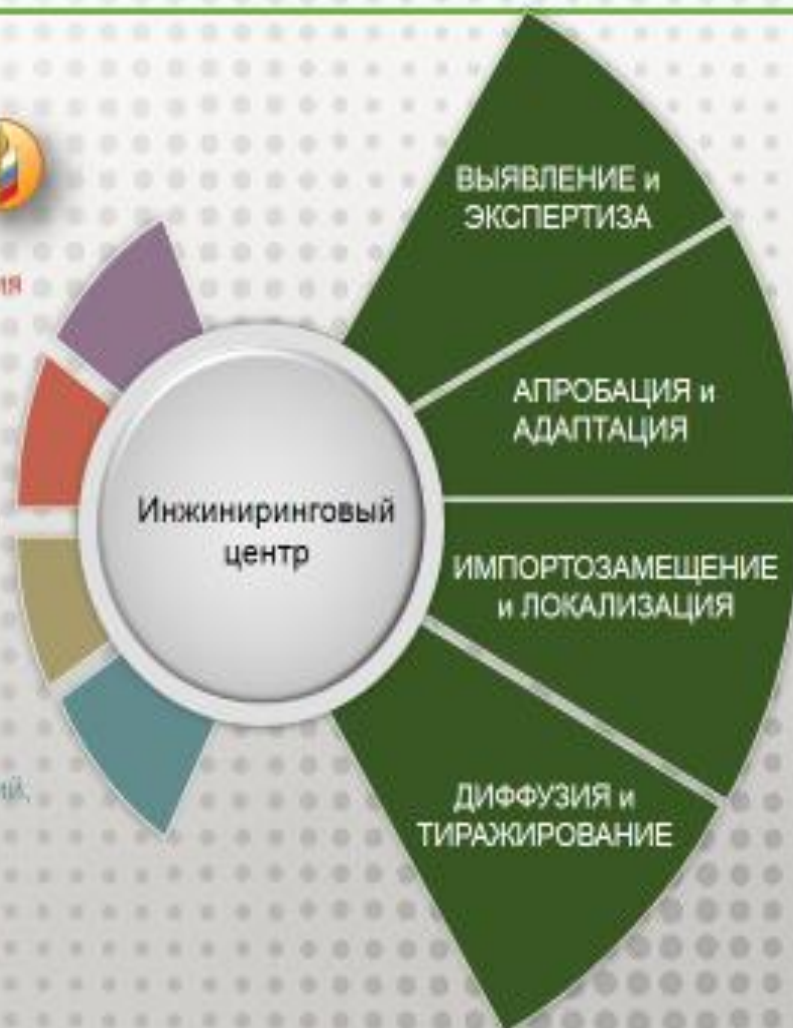 ВЫЯВЛЕНИЕ и
ЭКСПЕРТИЗА
АПРОБАЦИЯ и
АДАПТАЦИЯ
Инжиниринговый
центр
ИМПОРТОЗАМЕЩЕНИЕ
и ЛОКАЛИЗАЦИЯ
ДИФФУЗИЯ и
ТИРАЖИРОВАНИЕ